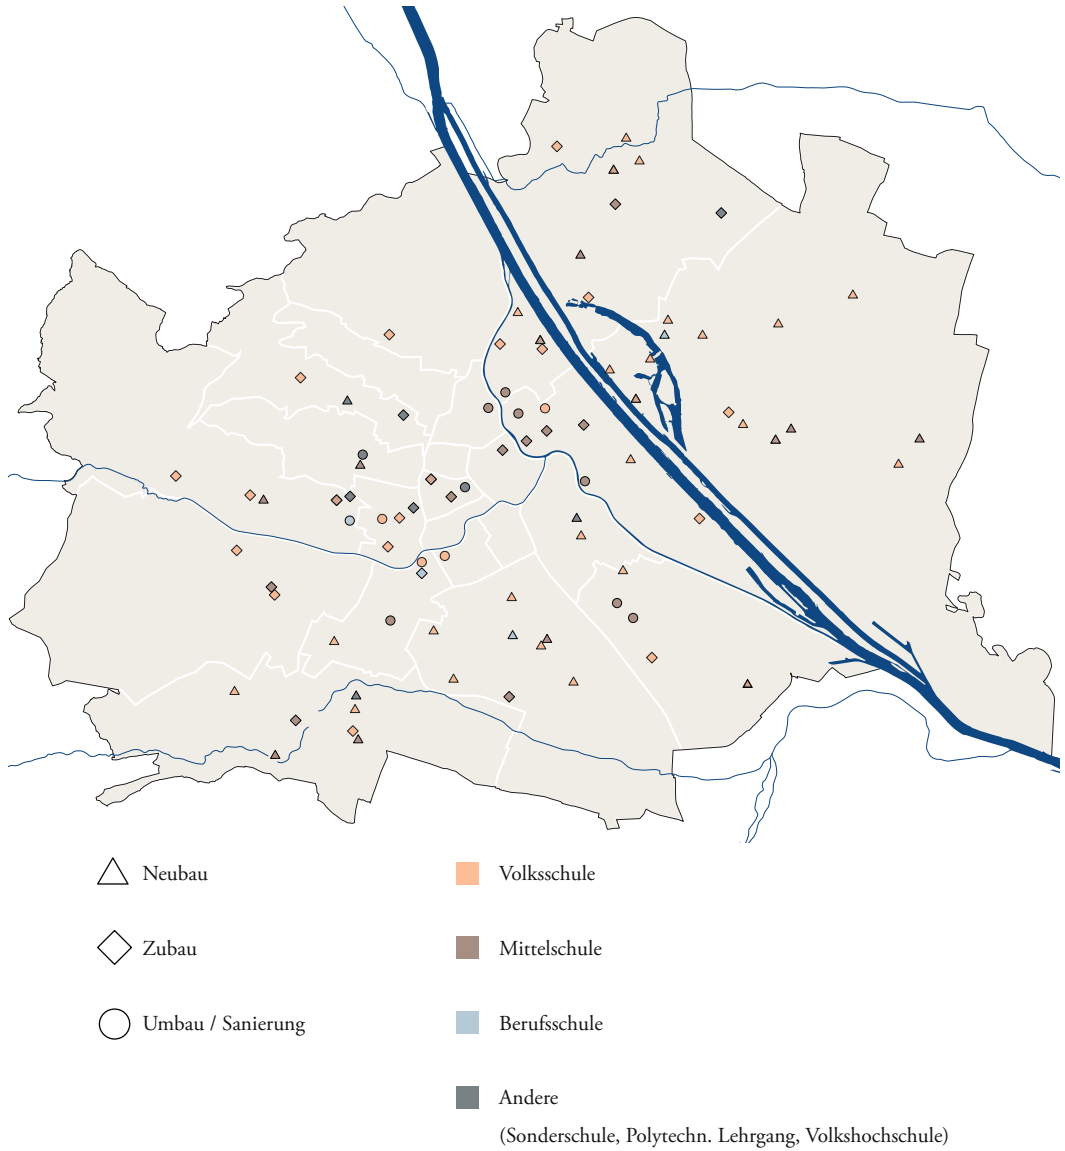 Neubau
Volksschule
Zubau
Mittelschule
Umbau / Sanierung
Berufsschule
Andere
(Sonderschule, Polytechn. Lehrgang, Volkshochschule)